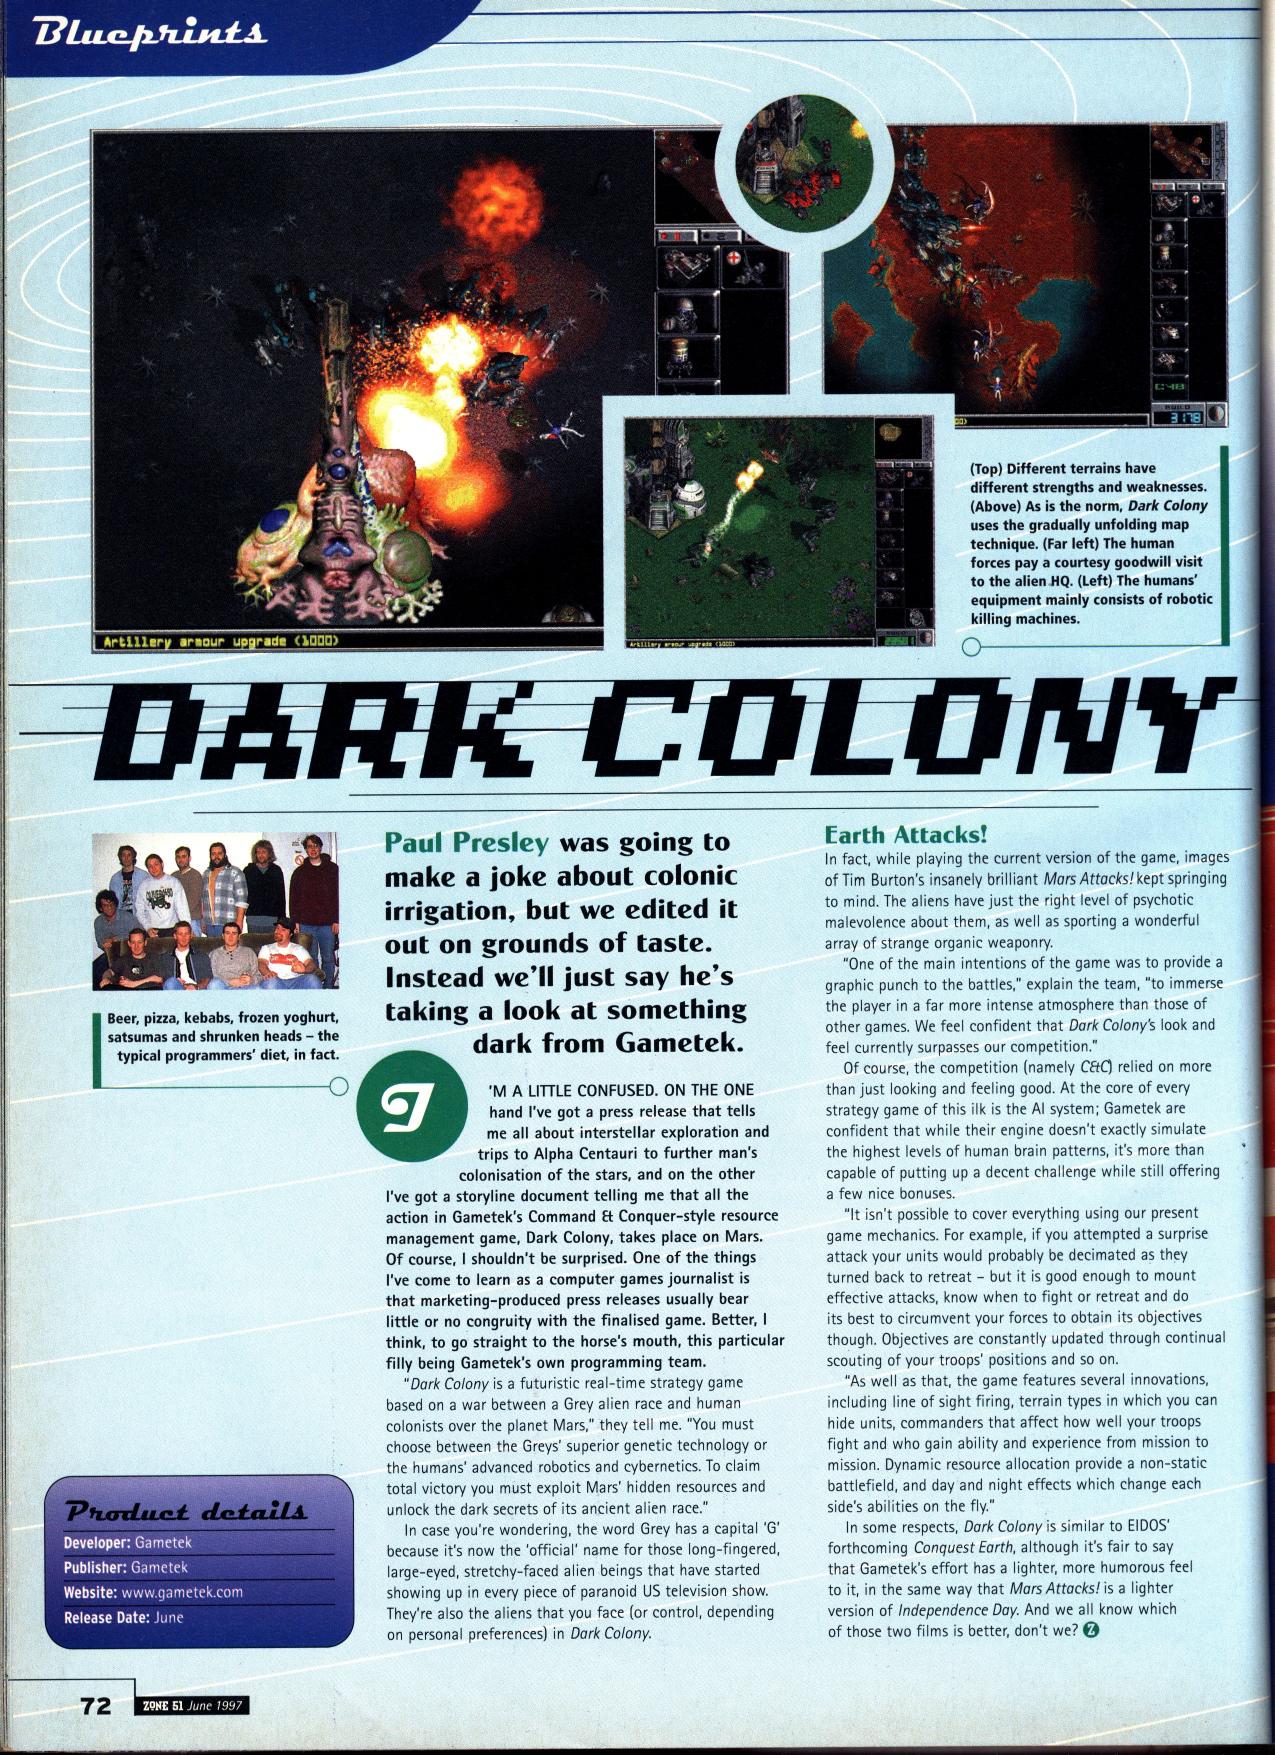 Blueprints
Artillery armour upgrade (1000)
C4B
BUILD
3178
Artillery armour upgrade (1000)
(Top) Different terrains have
different strengths and weaknesses.
(Above) As is the norm, Dark Colony
uses the gradually unfolding map
technique. (Far left) The human
forces pay a courtesy goodwill visit
to the alien HQ. (Left) The humans'
equipment mainly consists of robotic
killing machines.
DARK COLONY
Beer, pizza, kebabs, frozen yoghurt,
satsumas and shrunken heads – the
typical programmers' diet, in fact.
Paul Presley was going to
make a joke about colonic
irrigation, but we edited it
out on grounds of taste.
Instead we'll just say he's
taking a look at something
dark from Gametek.
I'M A LITTLE CONFUSED. ON THE ONE
hand I've got a press release that tells
me all about interstellar exploration and
trips to Alpha Centauri to further man's
colonisation of the stars, and on the other
I've got a storyline document telling me that all the
action in Gametek's Command & Conquer-style resource
management game, Dark Colony, takes place on Mars.
Of course, I shouldn't be surprised. One of the things
I've come to learn as a computer games journalist is
that marketing-produced press releases usually bear
little or no congruity with the finalised game. Better, I
think, to go straight to the horse's mouth, this particular
filly being Gametek's own programming team.
"Dark Colony is a futuristic real-time strategy game
based on a war between a Grey alien race and human
colonists over the planet Mars," they tell me. "You must
choose between the Greys' superior genetic technology or
the humans' advanced robotics and cybernetics. To claim
total victory you must exploit Mars' hidden resources and
unlock the dark secrets of its ancient alien race."
In case you're wondering, the word Grey has a capital 'G'
because it's now the 'official' name for those long-fingered,
large-eyed, stretchy-faced alien beings that have started
showing up in every piece of paranoid US television show.
They're also the aliens that you face (or control, depending
on personal preferences) in Dark Colony.
Earth Attacks!
In fact, while playing the current version of the game, images
of Tim Burton's insanely brilliant Mars Attacks! kept springing
to mind. The aliens have just the right level of psychotic
malevolence about them, as well as sporting a wonderful
array of strange organic weaponry.
"One of the main intentions of the game was to provide a
graphic punch to the battles," explain the team, "to immerse
the player in a far more intense atmosphere than those of
other games. We feel confident that Dark Colony's look and
feel currently surpasses our competition."
Of course, the competition (namely C&C) relied on more
than just looking and feeling good. At the core of every
strategy game of this ilk is the AI system; Gametek are
confident that while their engine doesn't exactly simulate
the highest levels of human brain patterns, it's more than
capable of putting up a decent challenge while still offering
a few nice bonuses.
"It isn't possible to cover everything using our present
game mechanics. For example, if you attempted a surprise
attack your units would probably be decimated as they
turned back to retreat – but it is good enough to mount
effective attacks, know when to fight or retreat and do
its best to circumvent your forces to obtain its objectives
though. Objectives are constantly updated through continual
scouting of your troops' positions and so on.
"As well as that, the game features several innovations,
including line of sight firing, terrain types in which you can
hide units, commanders that affect how well your troops
fight and who gain ability and experience from mission to
mission. Dynamic resource allocation provide a non-static
battlefield, and day and night effects which change each
side's abilities on the fly."
In some respects, Dark Colony is similar to EIDOS'
forthcoming Conquest Earth, although it's fair to say
that Gametek's effort has a lighter, more humorous feel
to it, in the same way that Mars Attacks! is a lighter
version of Independence Day. And we all know which
of those two films is better, don't we? Z
Product details
Developer: Gametek
Publisher: Gametek
Website: www.gametek.com
Release Date: June
72
ZONE 51 June 1997